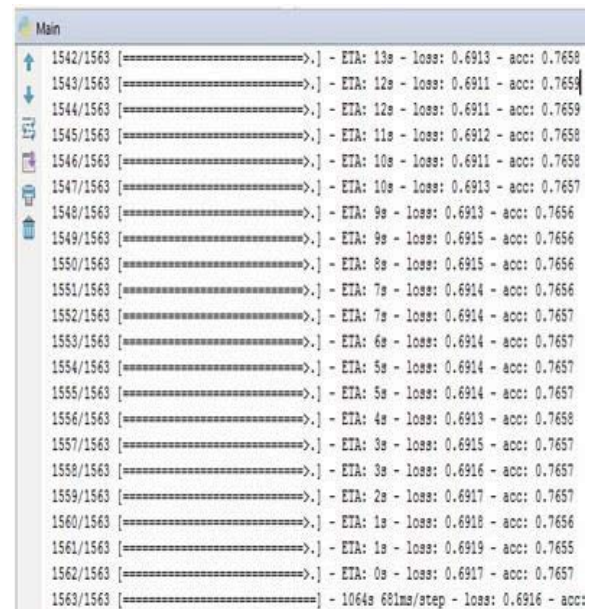 Main
1542/1563 [============================>.] - ETA: 13s - loss: 0.6913 - acc: 0.7658
1543/1563 [============================>.] - ETA: 12s - loss: 0.6911 - acc: 0.7659
1544/1563 [============================>.] - ETA: 12s - loss: 0.6911 - acc: 0.7659
1545/1563 [============================>.] - ETA: 11s - loss: 0.6912 - acc: 0.7658
1546/1563 [============================>.] - ETA: 10s - loss: 0.6911 - acc: 0.7658
1547/1563 [============================>.] - ETA: 10s - loss: 0.6913 - acc: 0.7657
1548/1563 [============================>.] - ETA: 9s - loss: 0.6913 - acc: 0.7656
1549/1563 [============================>.] - ETA: 9s - loss: 0.6915 - acc: 0.7656
1550/1563 [============================>.] - ETA: 8s - loss: 0.6915 - acc: 0.7656
1551/1563 [============================>.] - ETA: 7s - loss: 0.6914 - acc: 0.7656
1552/1563 [============================>.] - ETA: 7s - loss: 0.6914 - acc: 0.7657
1553/1563 [============================>.] - ETA: 6s - loss: 0.6914 - acc: 0.7657
1554/1563 [============================>.] - ETA: 5s - loss: 0.6914 - acc: 0.7657
1555/1563 [============================>.] - ETA: 5s - loss: 0.6914 - acc: 0.7657
1556/1563 [============================>.] - ETA: 4s - loss: 0.6913 - acc: 0.7658
1557/1563 [============================>.] - ETA: 3s - loss: 0.6915 - acc: 0.7657
1558/1563 [============================>.] - ETA: 3s - loss: 0.6916 - acc: 0.7657
1559/1563 [============================>.] - ETA: 2s - loss: 0.6917 - acc: 0.7657
1560/1563 [============================>.] - ETA: 1s - loss: 0.6918 - acc: 0.7656
1561/1563 [============================>.] - ETA: 1s - loss: 0.6919 - acc: 0.7655
1562/1563 [============================>.] - ETA: 0s - loss: 0.6917 - acc: 0.7657
1563/1563 [==============================] - 1064s 681ms/step - loss: 0.6916 - acc: